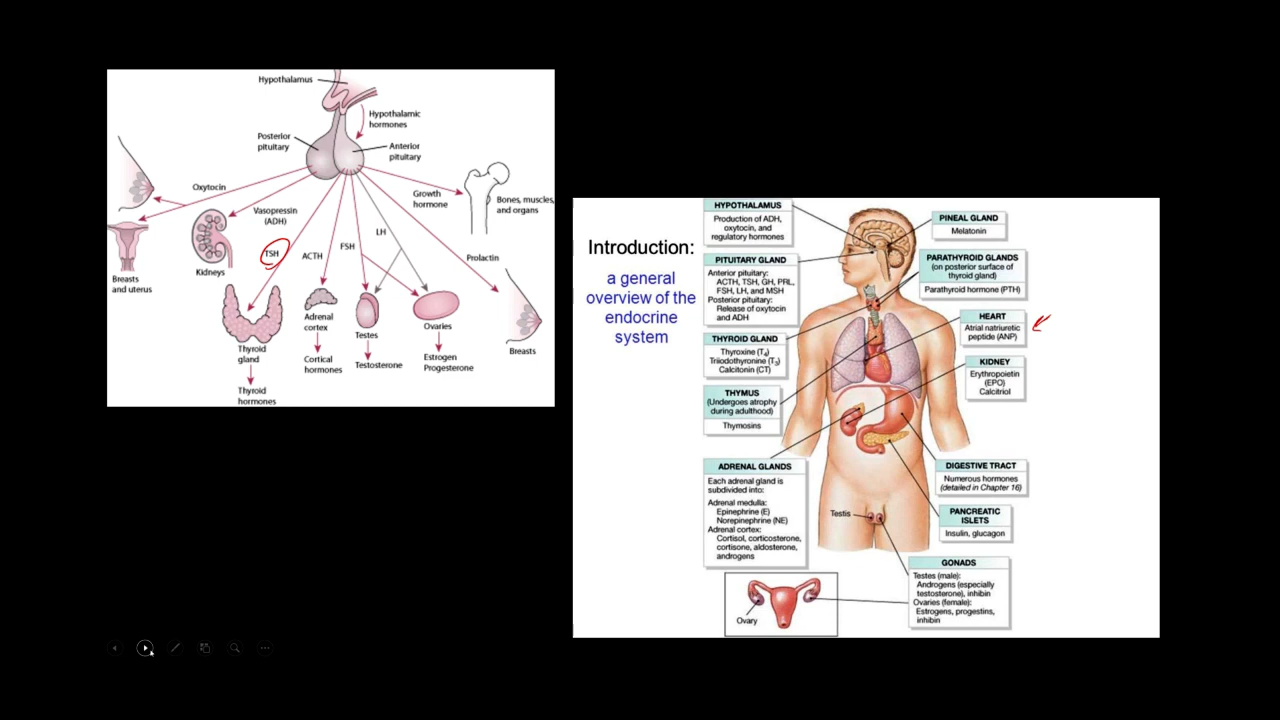 Hypothalamus
Hypothalamic
hormones
Posterior
pituitary
Anterior
pituitary
Oxytocin
Growth
hormone
Bones, muscles,
and organs
Vasopressin
(ADH)
LH
FSH
TSH
ACTH
Prolactin
Breasts
and uterus
Kidneys
Adrenal
cortex
Testes
Ovaries
Thyroid
gland
Breasts
Cortical
hormones
Testosterone
Estrogen
Progesterone
Thyroid
hormones
Introduction:
a general
overview of the
endocrine
system
HYPOTHALAMUS
Production of ADH,
oxytocin, and
regulatory hormones
PITUITARY GLAND
Anterior pituitary:
ACTH, TSH, GH, PRL,
FSH, LH, and MSH
Posterior pituitary:
Release of oxytocin
and ADH
THYROID GLAND
Thyroxine (T₄)
Triiodothyronine (T₃)
Calcitonin (CT)
THYMUS
(Undergoes atrophy
during adulthood)
Thymosins
ADRENAL GLANDS
Each adrenal gland is
subdivided into:
Adrenal medulla:
Epinephrine (E)
Norepinephrine (NE)
Adrenal cortex:
Cortisol, corticosterone,
cortisone, aldosterone,
androgens
PINEAL GLAND
Melatonin
PARATHYROID GLANDS
(on posterior surface of
thyroid gland)
Parathyroid hormone (PTH)
HEART
Atrial natriuretic
peptide (ANP)
KIDNEY
Erythropoietin
(EPO)
Calcitriol
DIGESTIVE TRACT
Numerous hormones
(detailed in Chapter 16)
PANCREATIC
ISLETS
Insulin, glucagon
Testis
GONADS
Testes (male):
Androgens (especially
testosterone), inhibin
Ovaries (female):
Estrogens, progestins,
inhibin
Ovary